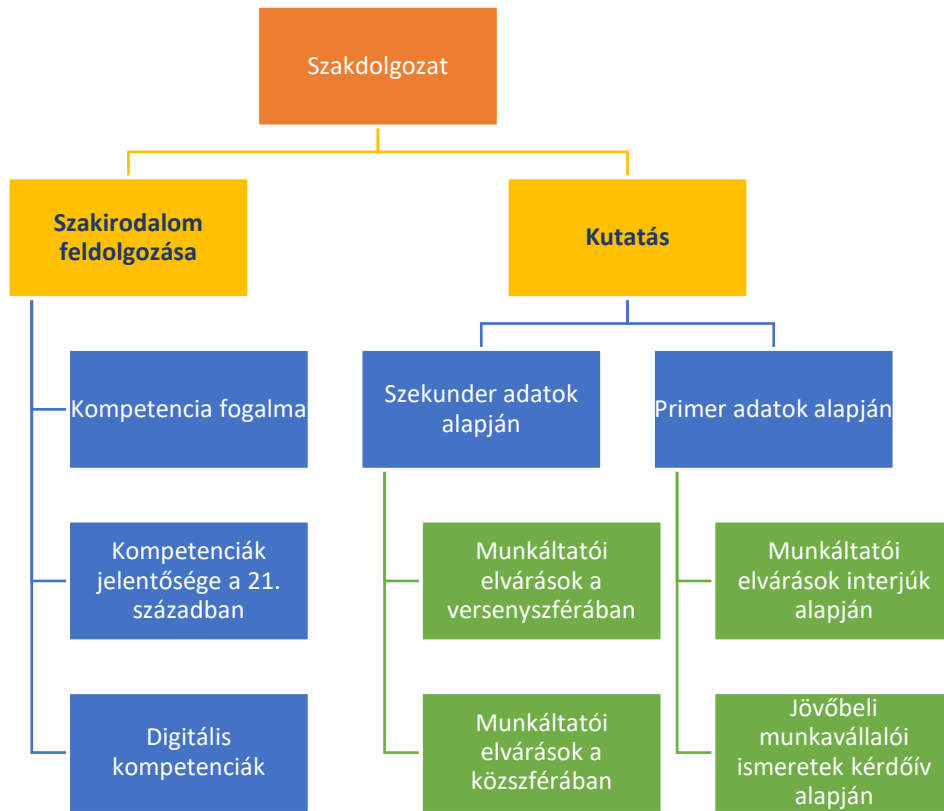 Szakdolgozat
Szakirodalom
feldolgozása
Kutatás
Kompetencia fogalma
Szekunder adatok
alapján
Primer adatok alapján
Kompetenciák
jelentősége a 21.
században
Munkáltatói
elvárások a
versenyszférában
Munkáltatói
elvárások interjúk
alapján
Digitális
kompetenciák
Munkáltatói
elvárások a
közszférában
Jövőbeli
munkavállalói
ismeretek kérdőív
alapján